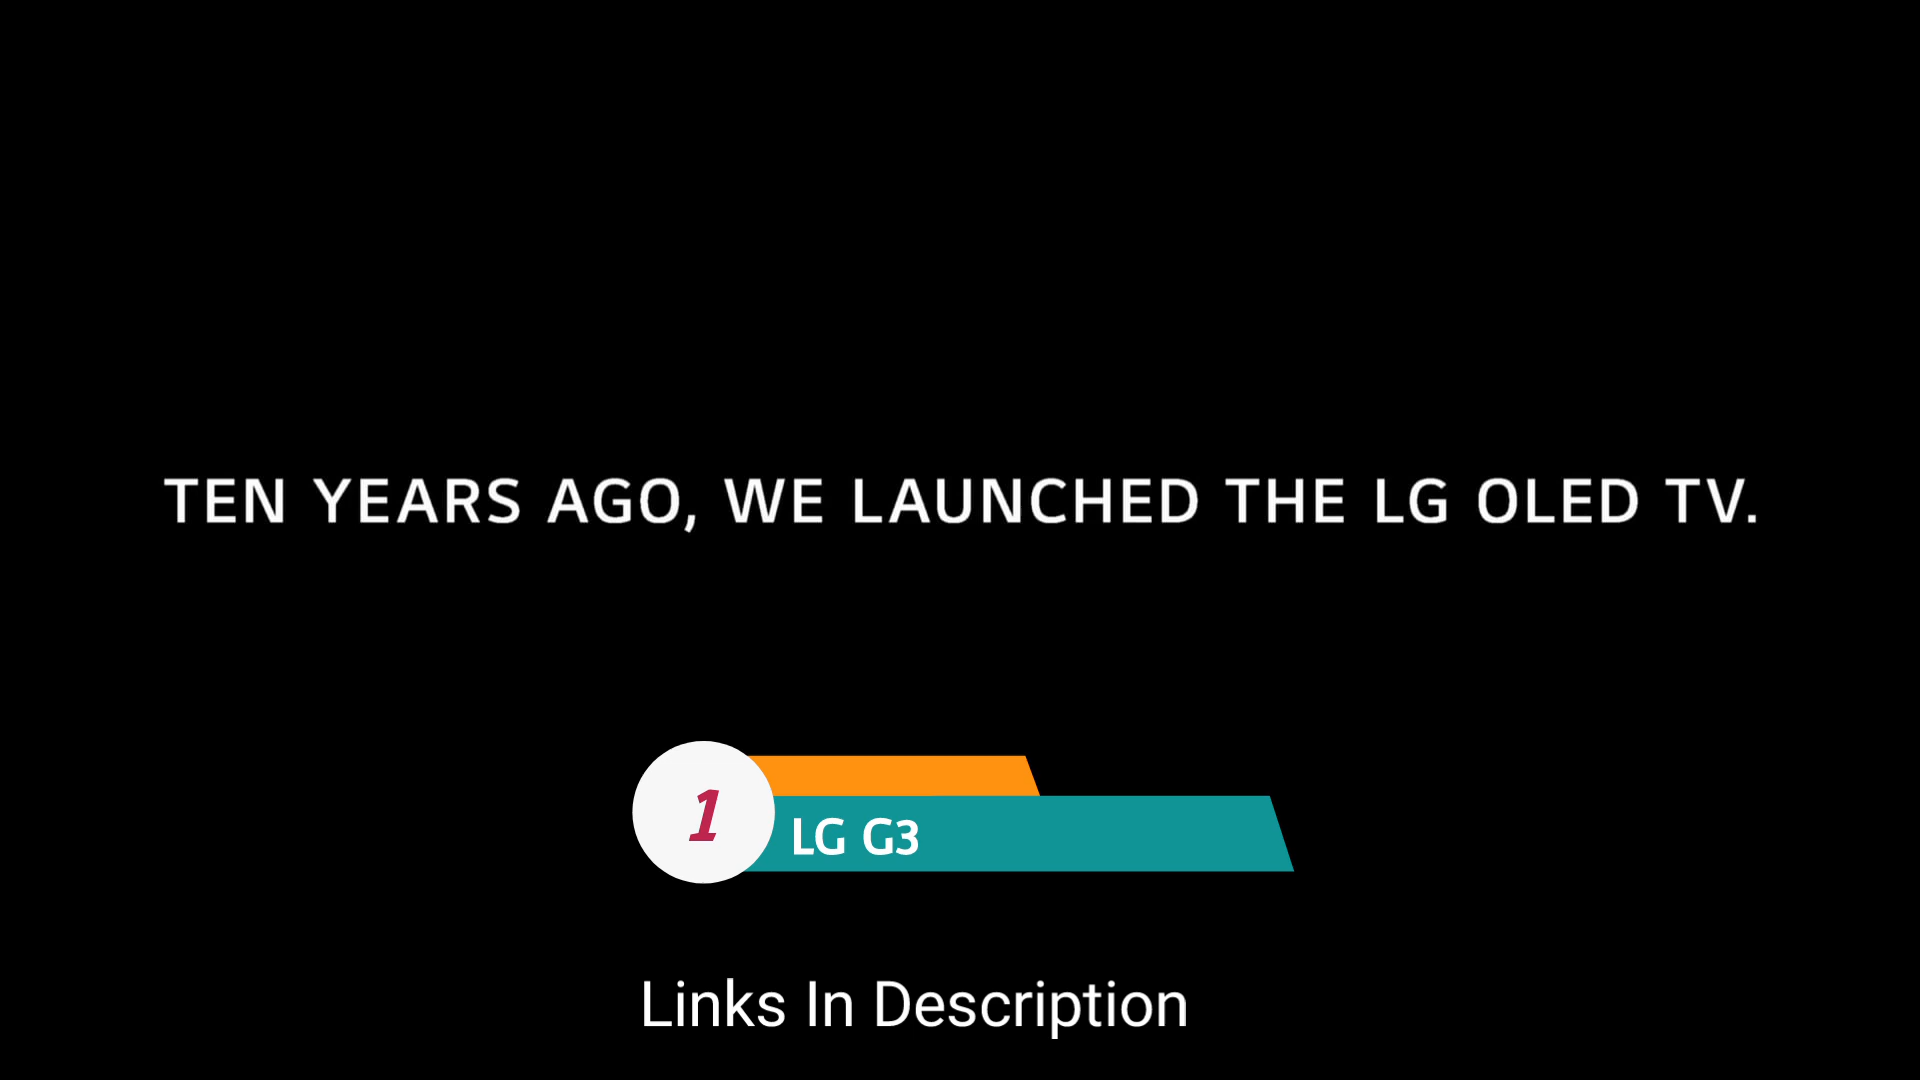 TEN YEARS AGO, WE LAUNCHED THE LG OLED TV.
1
LG G3
Links In Description